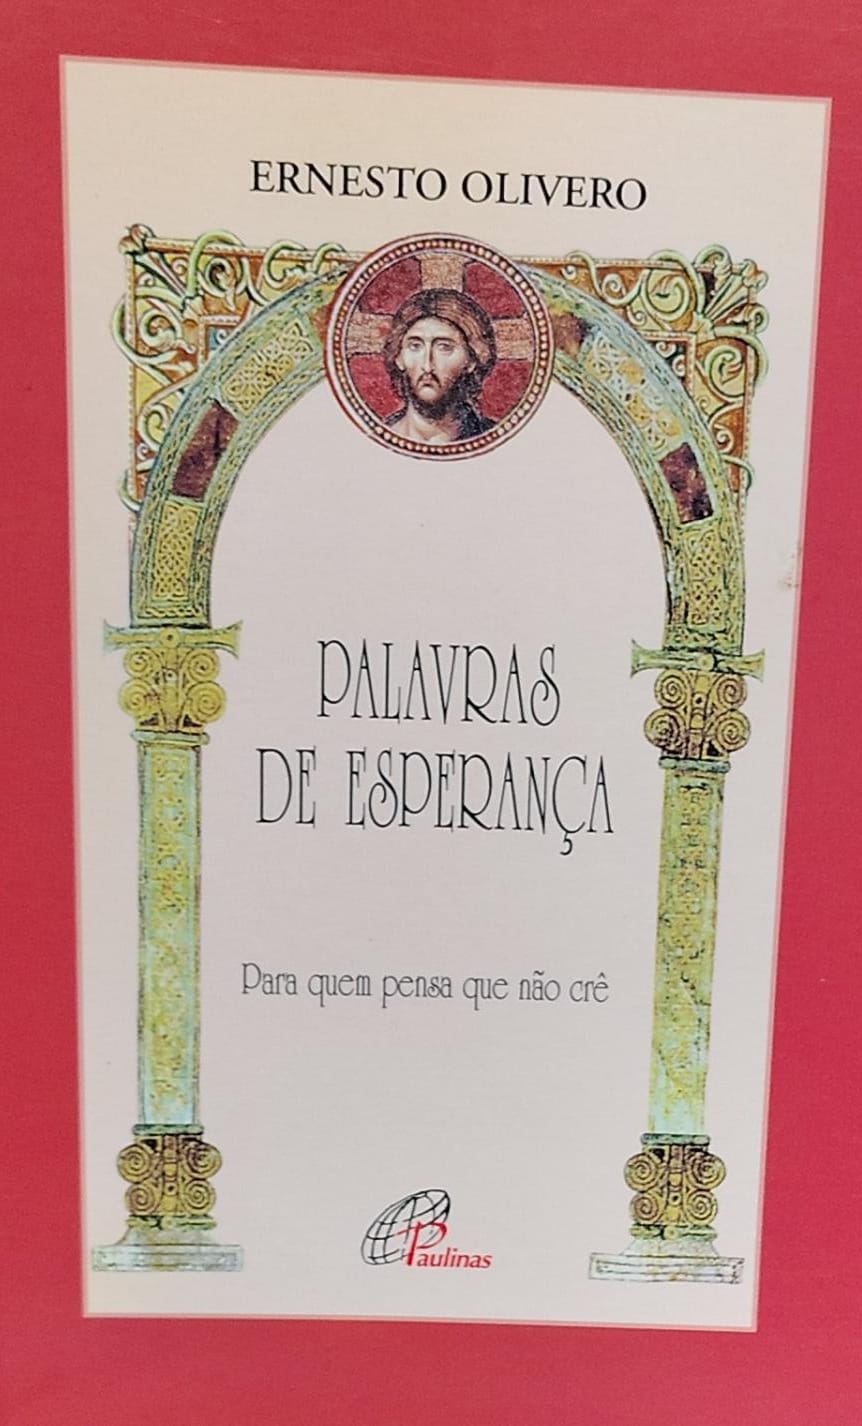 ERNESTO OLIVERO
PALAVRAS
DE ESPERANÇA
Para quem pensa que não crê
Paulinas